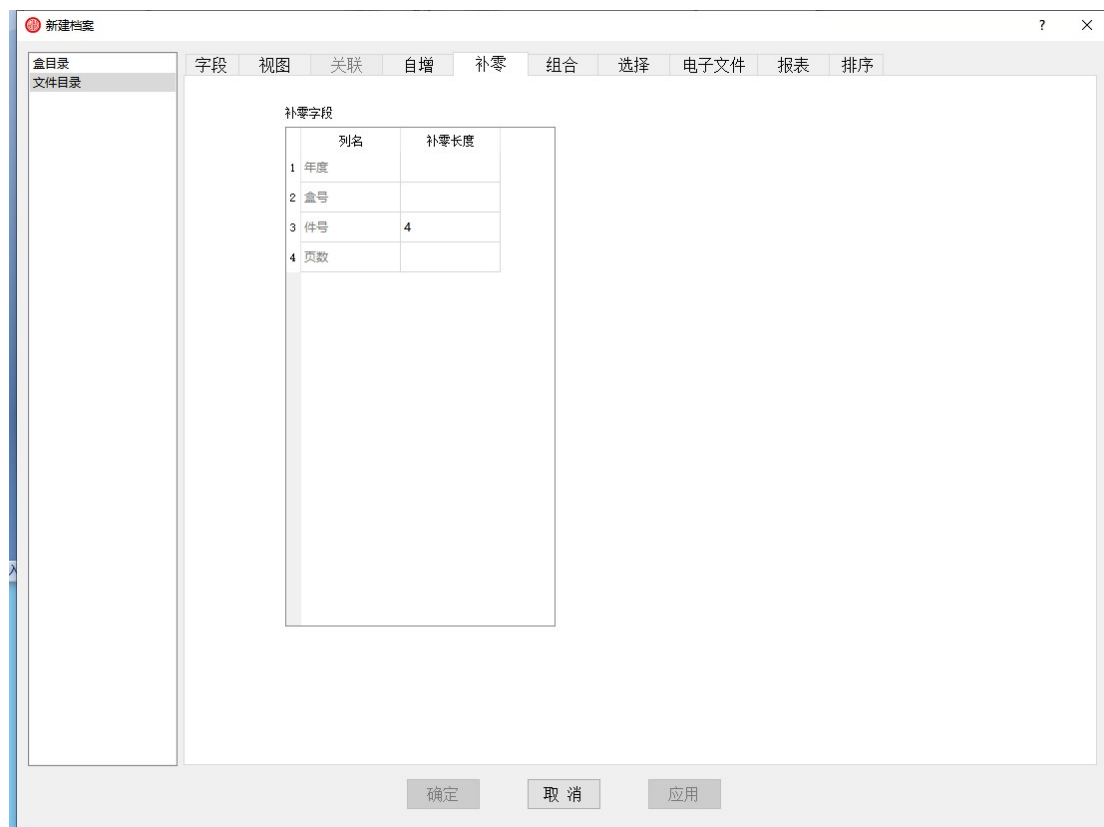 新建档案
?
盒目录
文件目录
字段 视图 关联 自增 补零 组合 选择 电子文件 报表 排序
补零字段
列名 补零长度
1 年度
2 盒号
3 件号 4
4 页数
入
确定 取 消 应用